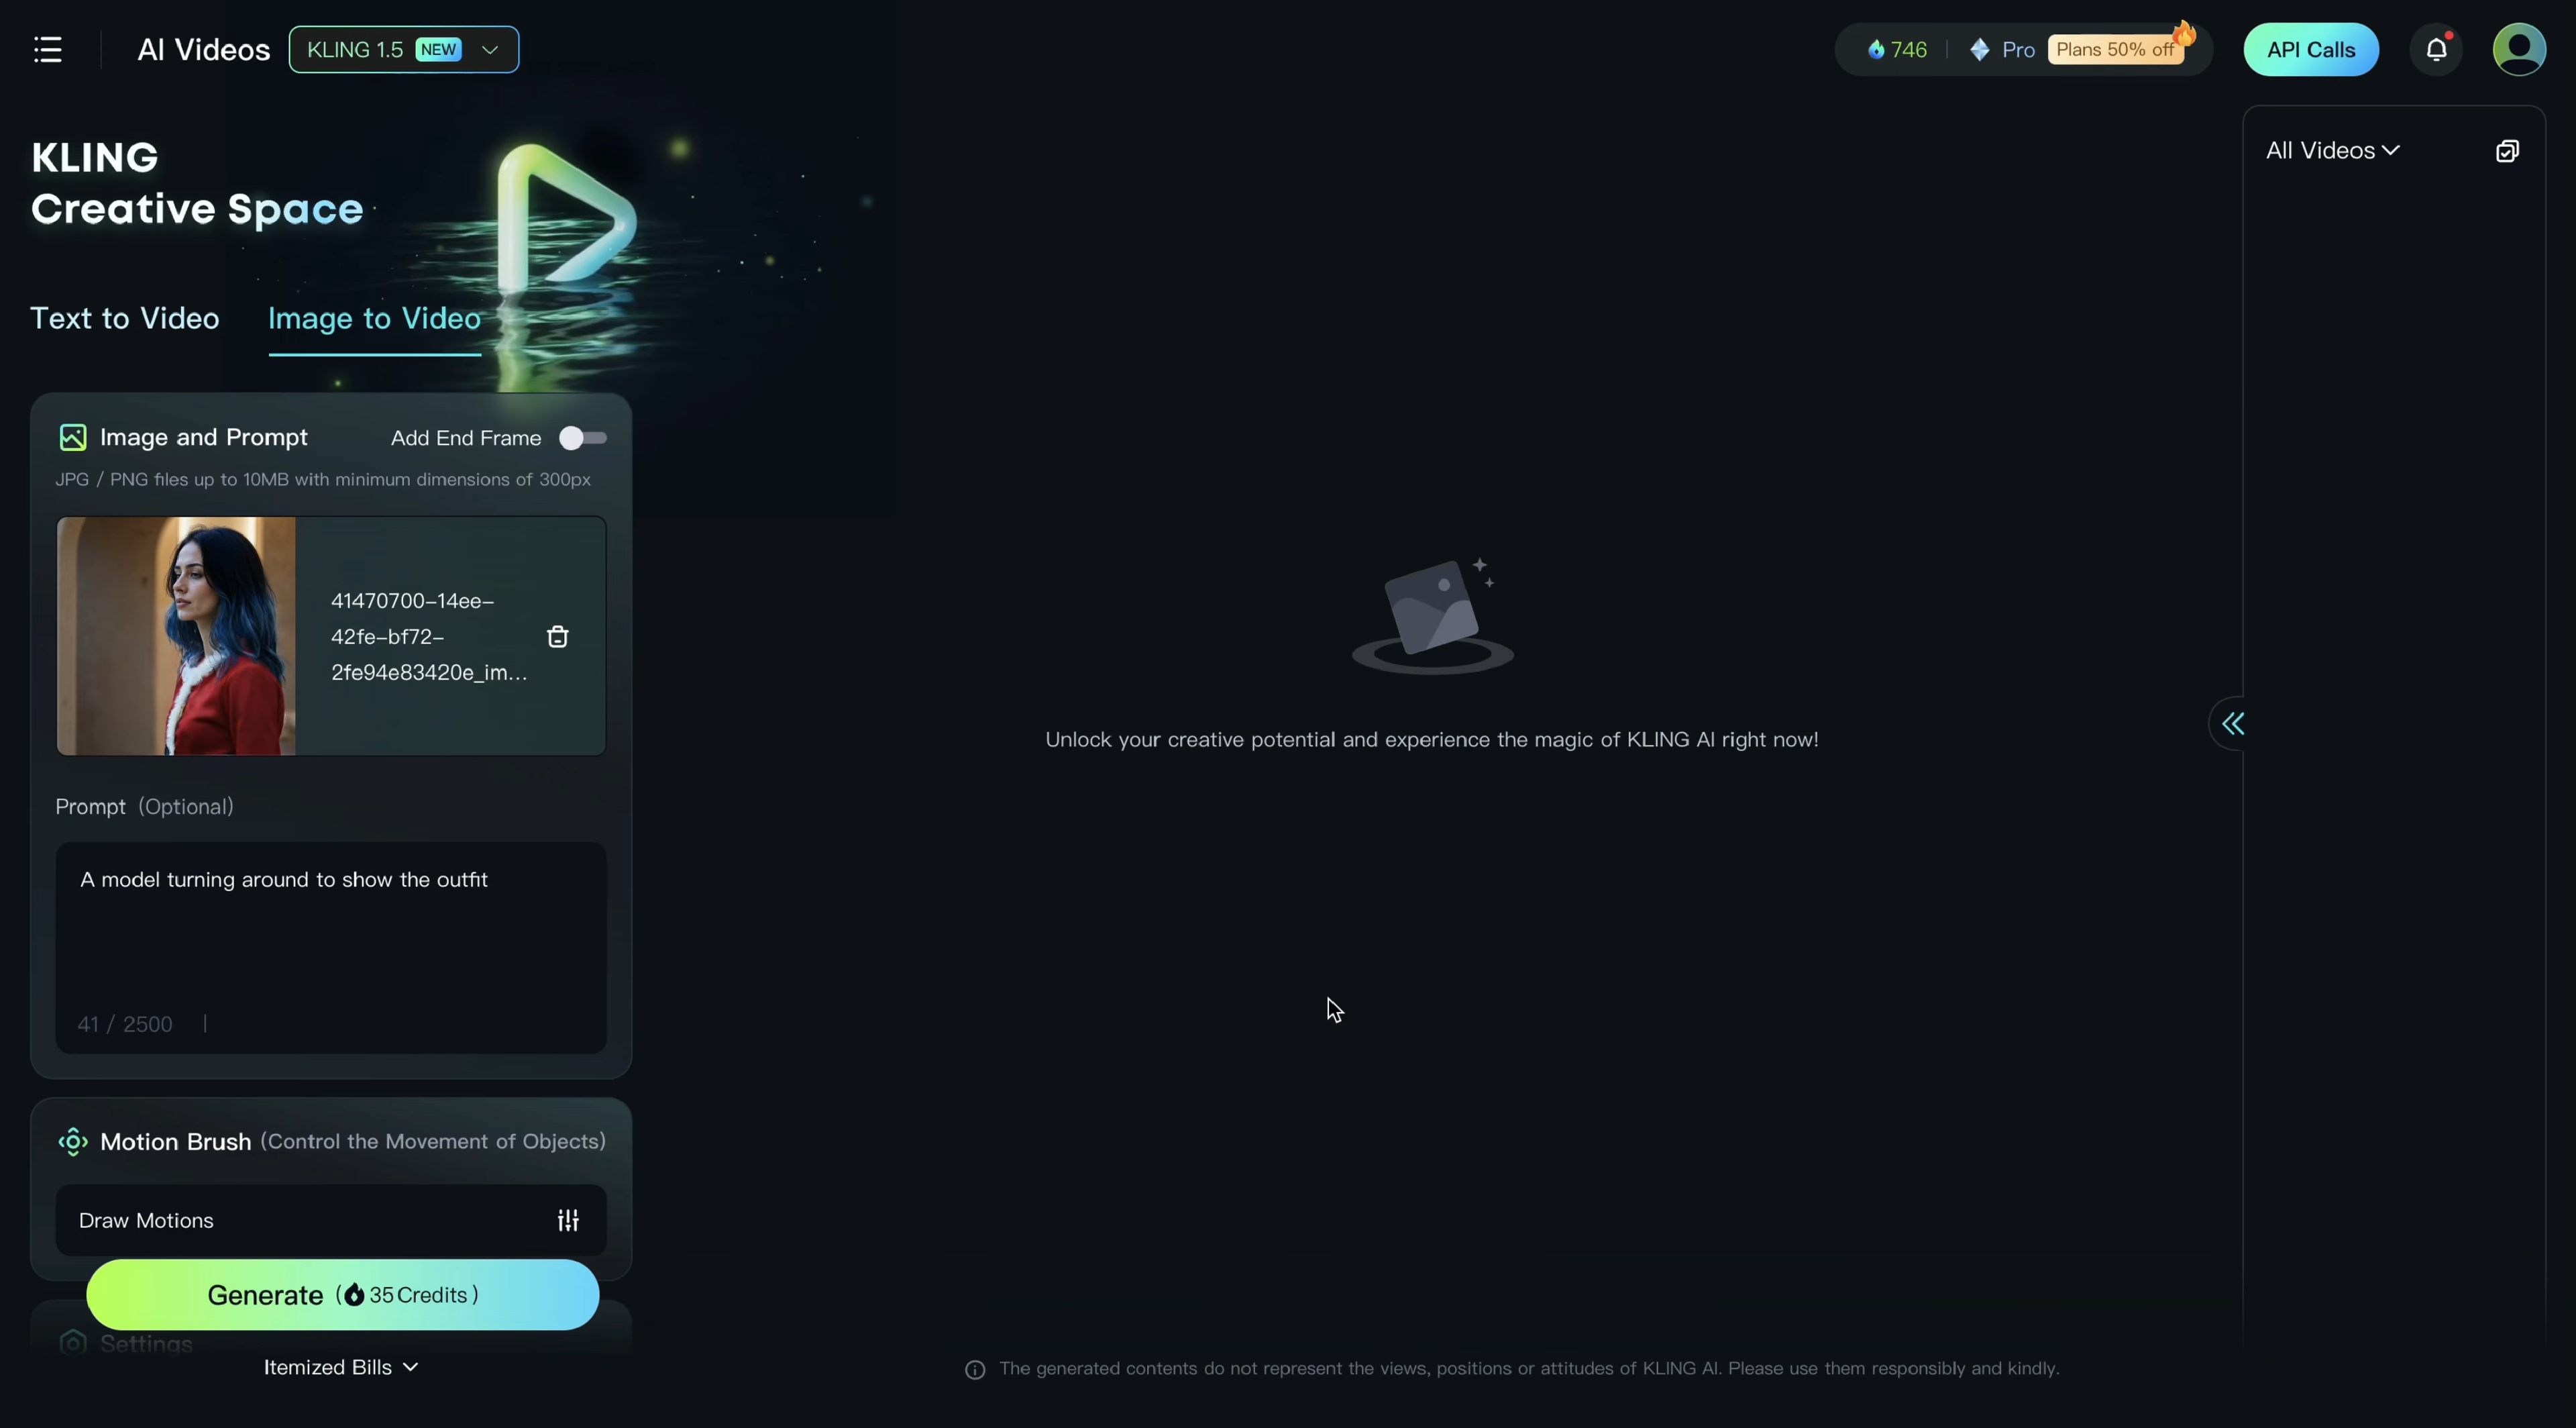 AI Videos
KLING 1.5 NEW
746
Pro
Plans 50% off
API Calls
KLING
Creative Space
All Videos
Text to Video
Image to Video
Image and Prompt
Add End Frame
JPG / PNG files up to 10MB with minimum dimensions of 300px
41470700-14ee-
42fe-bf72-
2fe94e83420e_im...
Unlock your creative potential and experience the magic of KLING AI right now!
Prompt (Optional)
A model turning around to show the outfit
41 / 2500
Motion Brush (Control the Movement of Objects)
Draw Motions
Generate ( 35 Credits )
Settings
Itemized Bills
The generated contents do not represent the views, positions or attitudes of KLING AI. Please use them responsibly and kindly.